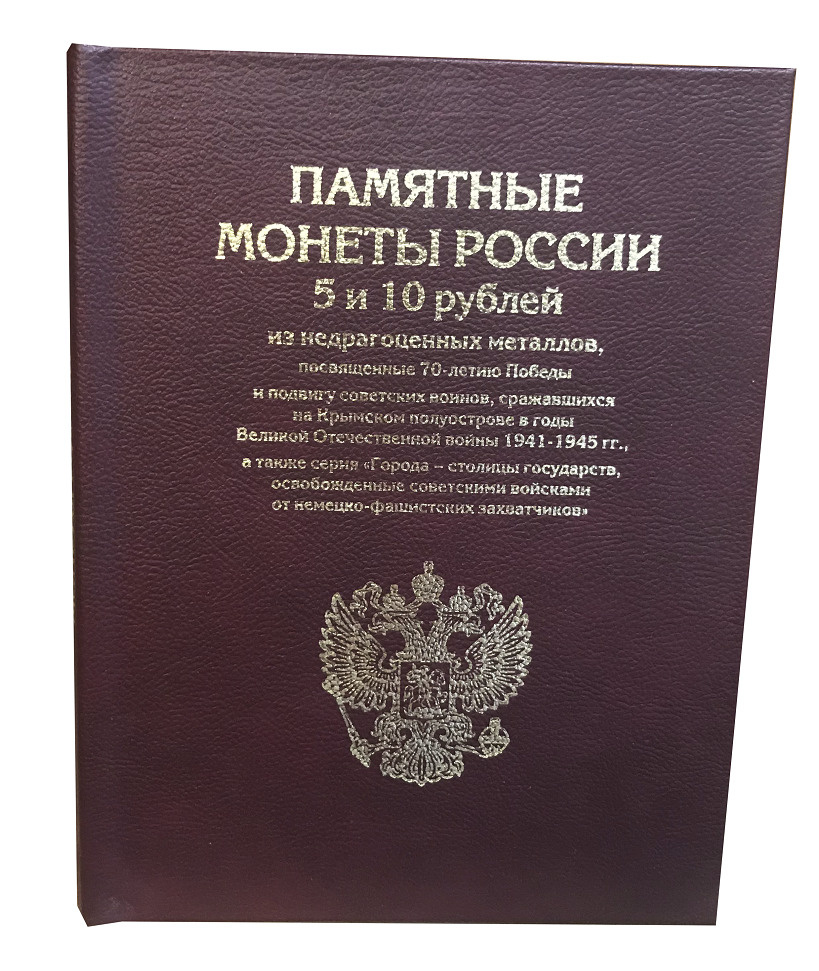 ПАМЯТНЫЕ
МОНЕТЫ РОССИИ
5 и 10 рублей
из недрагоценных металлов,
посвященные 70-летию Победы
и подвигу советских воинов, сражавшихся
на Крымском полуострове в годы
Великой Отечественной войны 1941-1945 гг.,
а также серия «Города – столицы государств,
освобожденные советскими войсками
от немецко-фашистских захватчиков»